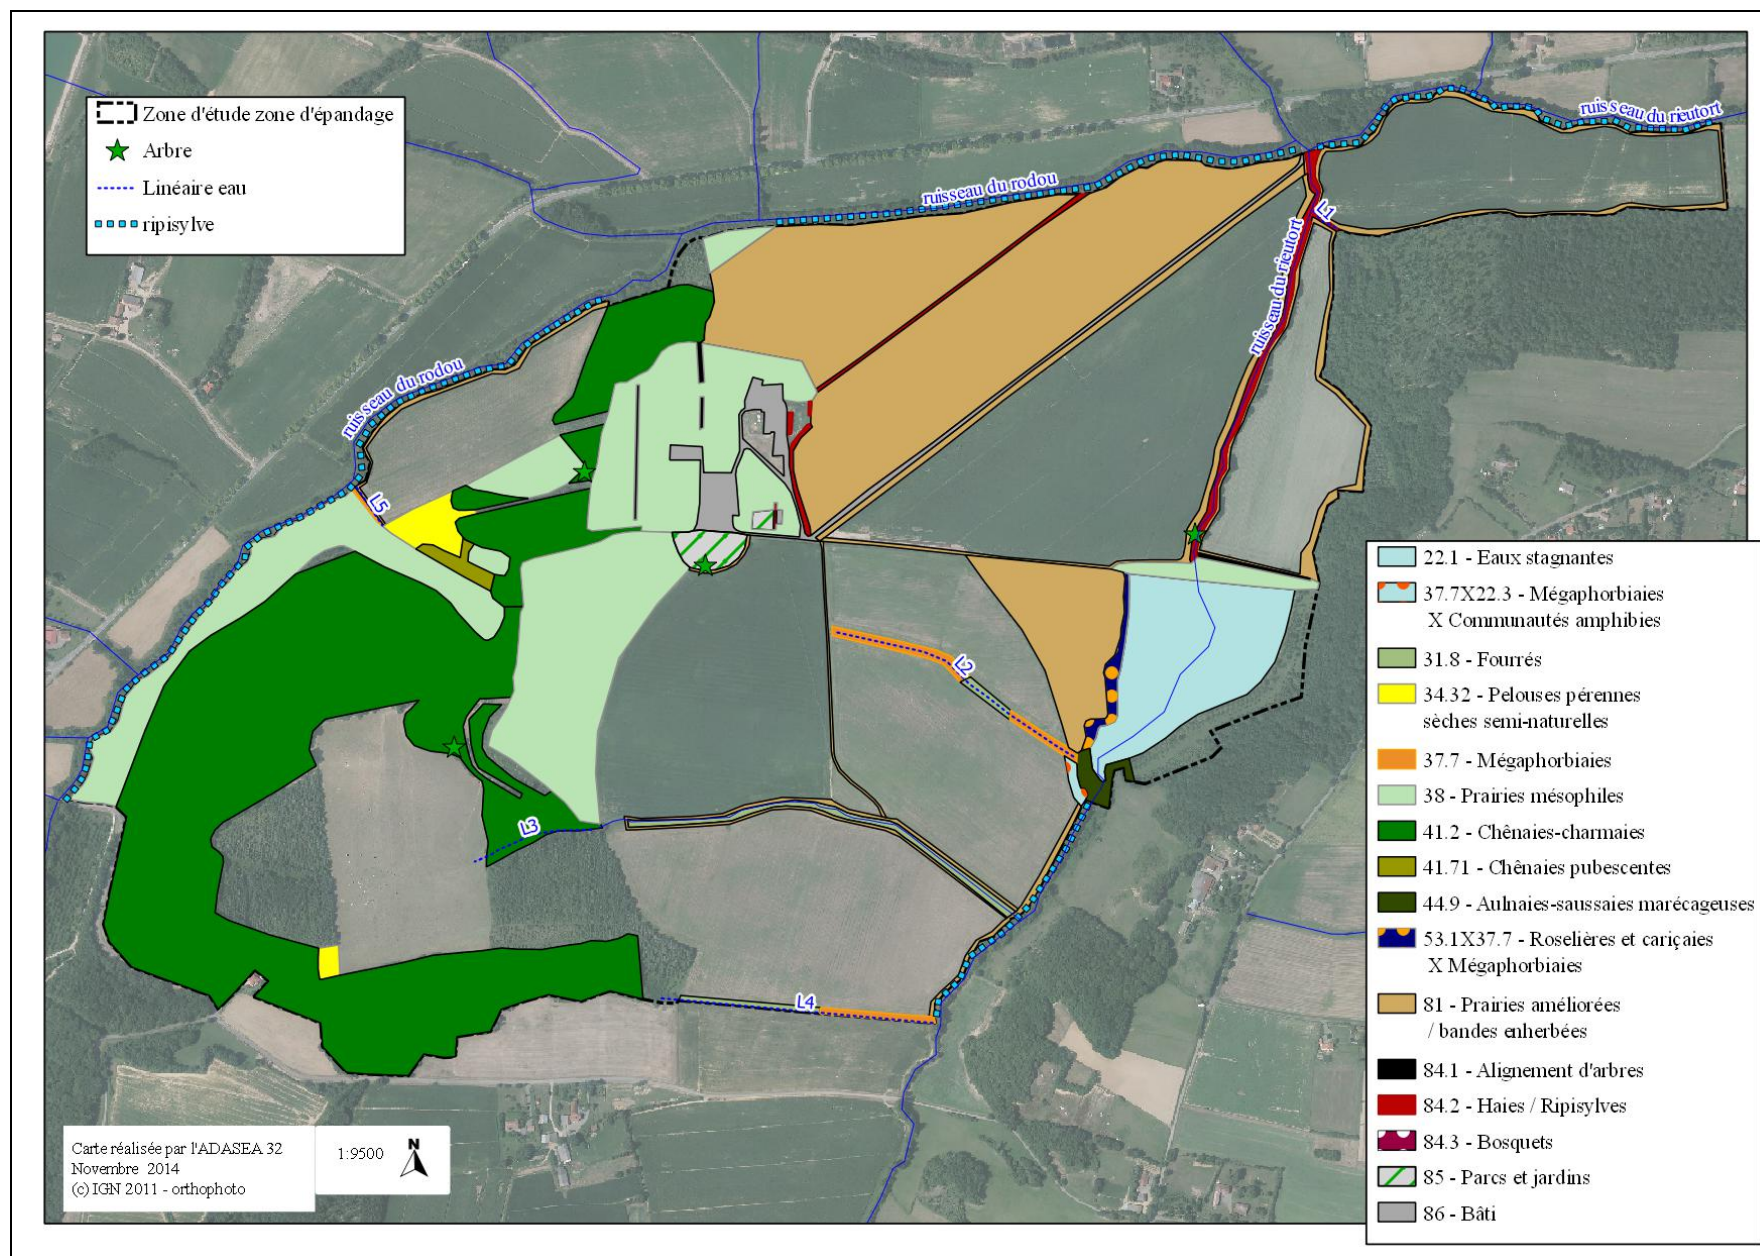 Zone d'étude zone d'épandage
Arbre
Linéaire eau
ripisylve
ruisseau du rieutort
ruisseau du rodou
L1
ruisseau du rieutort
ruisseau du rodou
L5
L2
L3
L4
22.1 - Eaux stagnantes
37.7X22.3 - Mégaphorbiaies
X Communautés amphibies
31.8 - Fourrés
34.32 - Pelouses pérennes
sèches semi-naturelles
37.7 - Mégaphorbiaies
38 - Prairies mésophiles
41.2 - Chênaies-charmaies
41.71 - Chênaies pubescentes
44.9 - Aulnaies-saussaies marécageuses
53.1X37.7 - Roselières et cariçaies
X Mégaphorbiaies
81 - Prairies améliorées
/ bandes enherbées
84.1 - Alignement d'arbres
84.2 - Haies / Ripisylves
84.3 - Bosquets
85 - Parcs et jardins
86 - Bâti
Carte réalisée par l'ADASEA 32
Novembre 2014
(c) IGN 2011 - orthophoto
1:9500
N